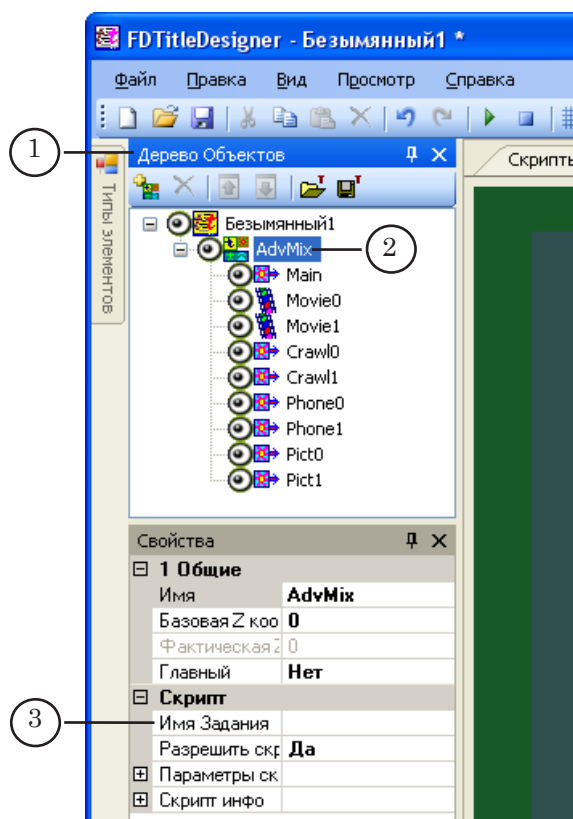 FDTitleDesigner - Безымянный1 *
Файл Правка Вид Просмотр Справка
1
Дерево Объектов
Скрипты
Типы элементов
Безымянный1
AdvMix
2
Main
Movie0
Movie1
Crawl0
Crawl1
Phone0
Phone1
Pict0
Pict1
Свойства
1 Общие
Имя AdvMix
Базовая Z коо 0
Фактическая Z 0
Главный Нет
Скрипт
3
Имя Задания
Разрешить скр Да
Параметры ск
Скрипт инфо